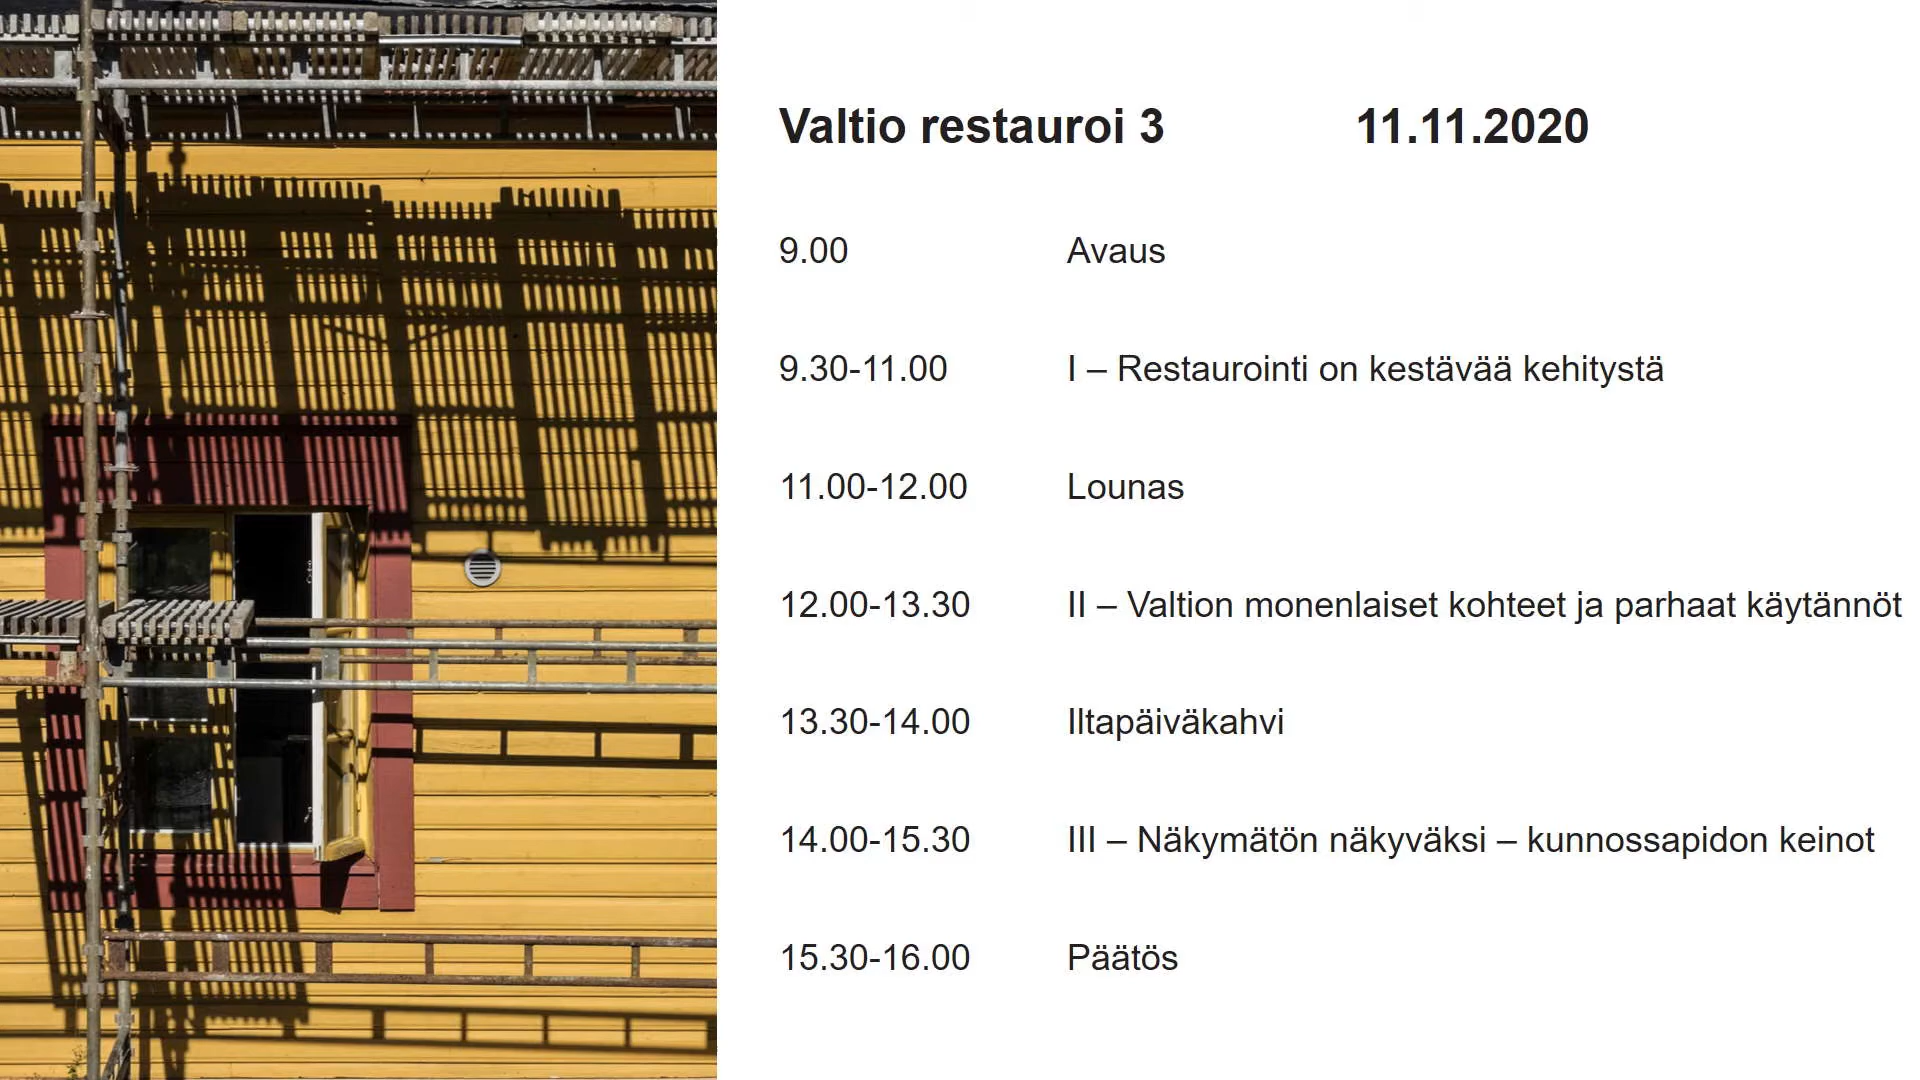 Valtio restauroi 3 11.11.2020
9.00 Avaus
9.30-11.00 I – Restaurointi on kestävää kehitystä
11.00-12.00 Lounas
12.00-13.30 II – Valtion monenlaiset kohteet ja parhaat käytännöt
13.30-14.00 Iltapäiväkahvi
14.00-15.30 III – Näkymätön näkyväksi – kunnossapidon keinot
15.30-16.00 Päätös